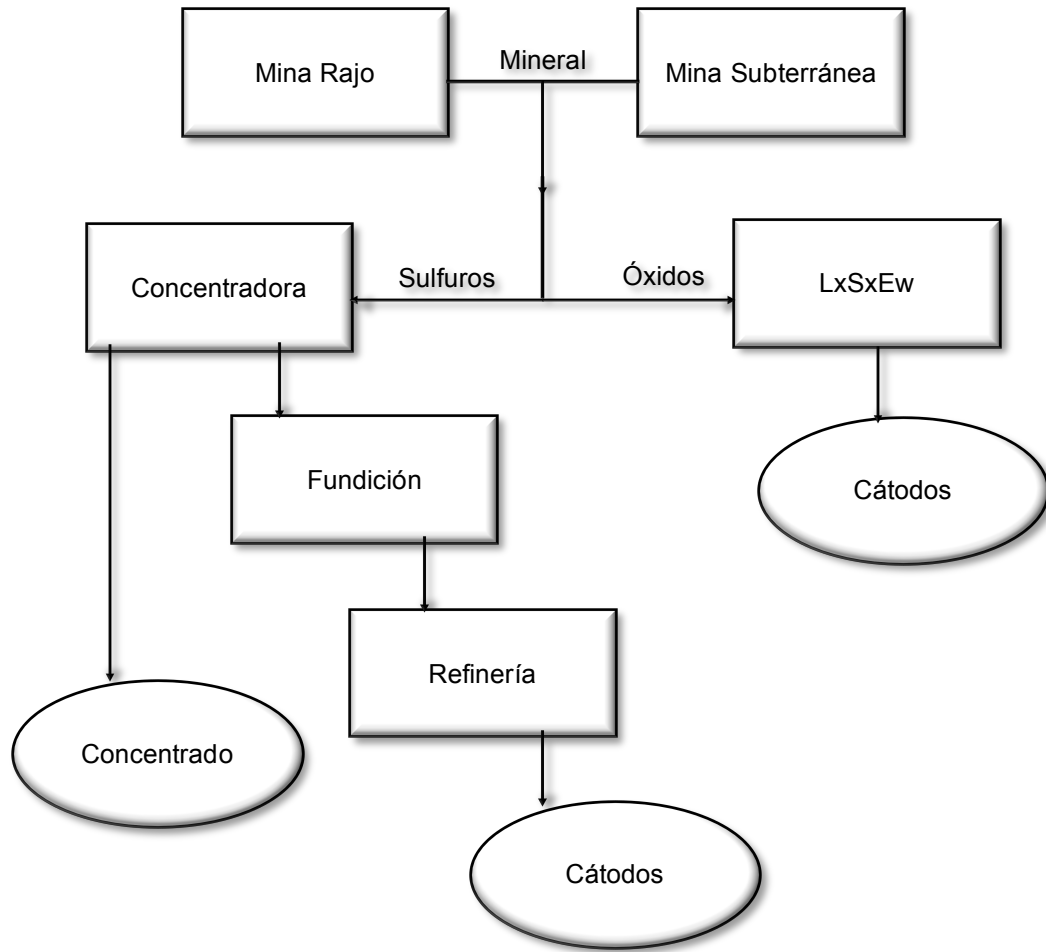 Mina Rajo
Mineral
Mina Subterránea
Concentradora
Sulfuros
Óxidos
LxSxEw
Fundición
Cátodos
Refinería
Concentrado
Cátodos